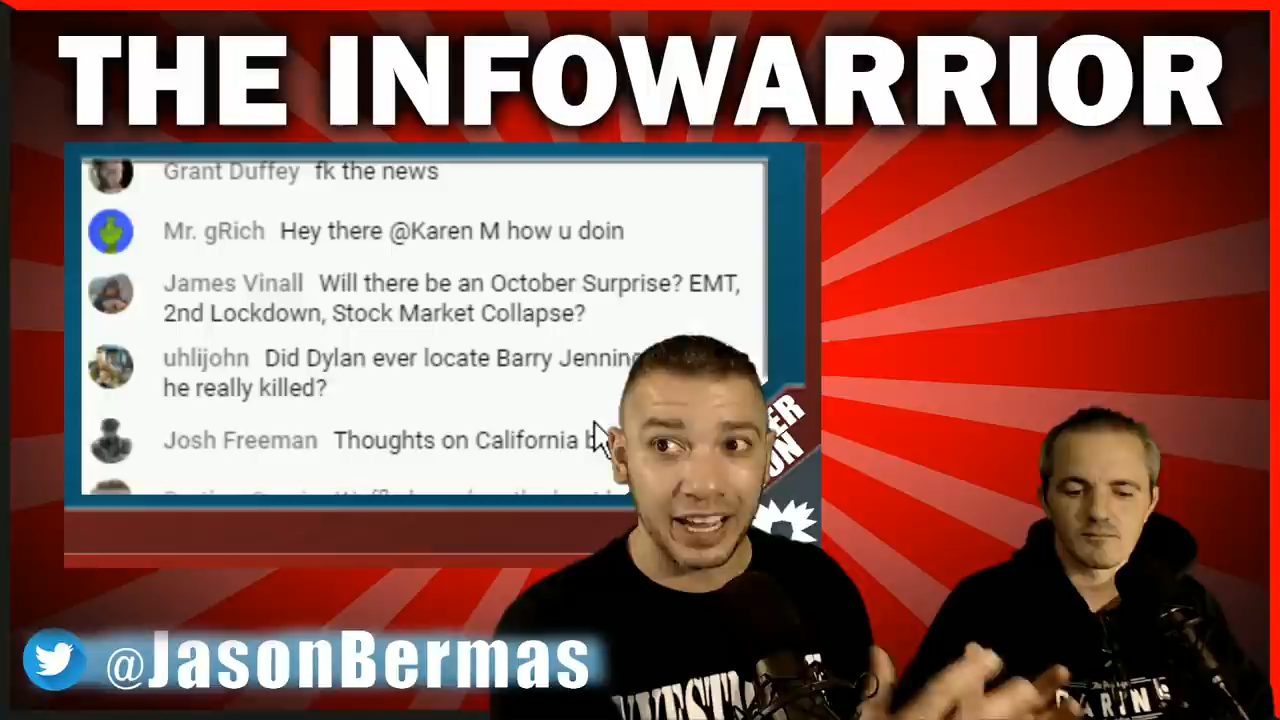 THE INFOWARRIOR
Grant Duffey fk the news
Mr. gRich Hey there @Karen M how u doin
James Vinall Will there be an October Surprise? EMT,
2nd Lockdown, Stock Market Collapse?
uhlijohn Did Dylan ever locate Barry
he really killed?
Josh Freeman Thoughts on California
@JasonBermas